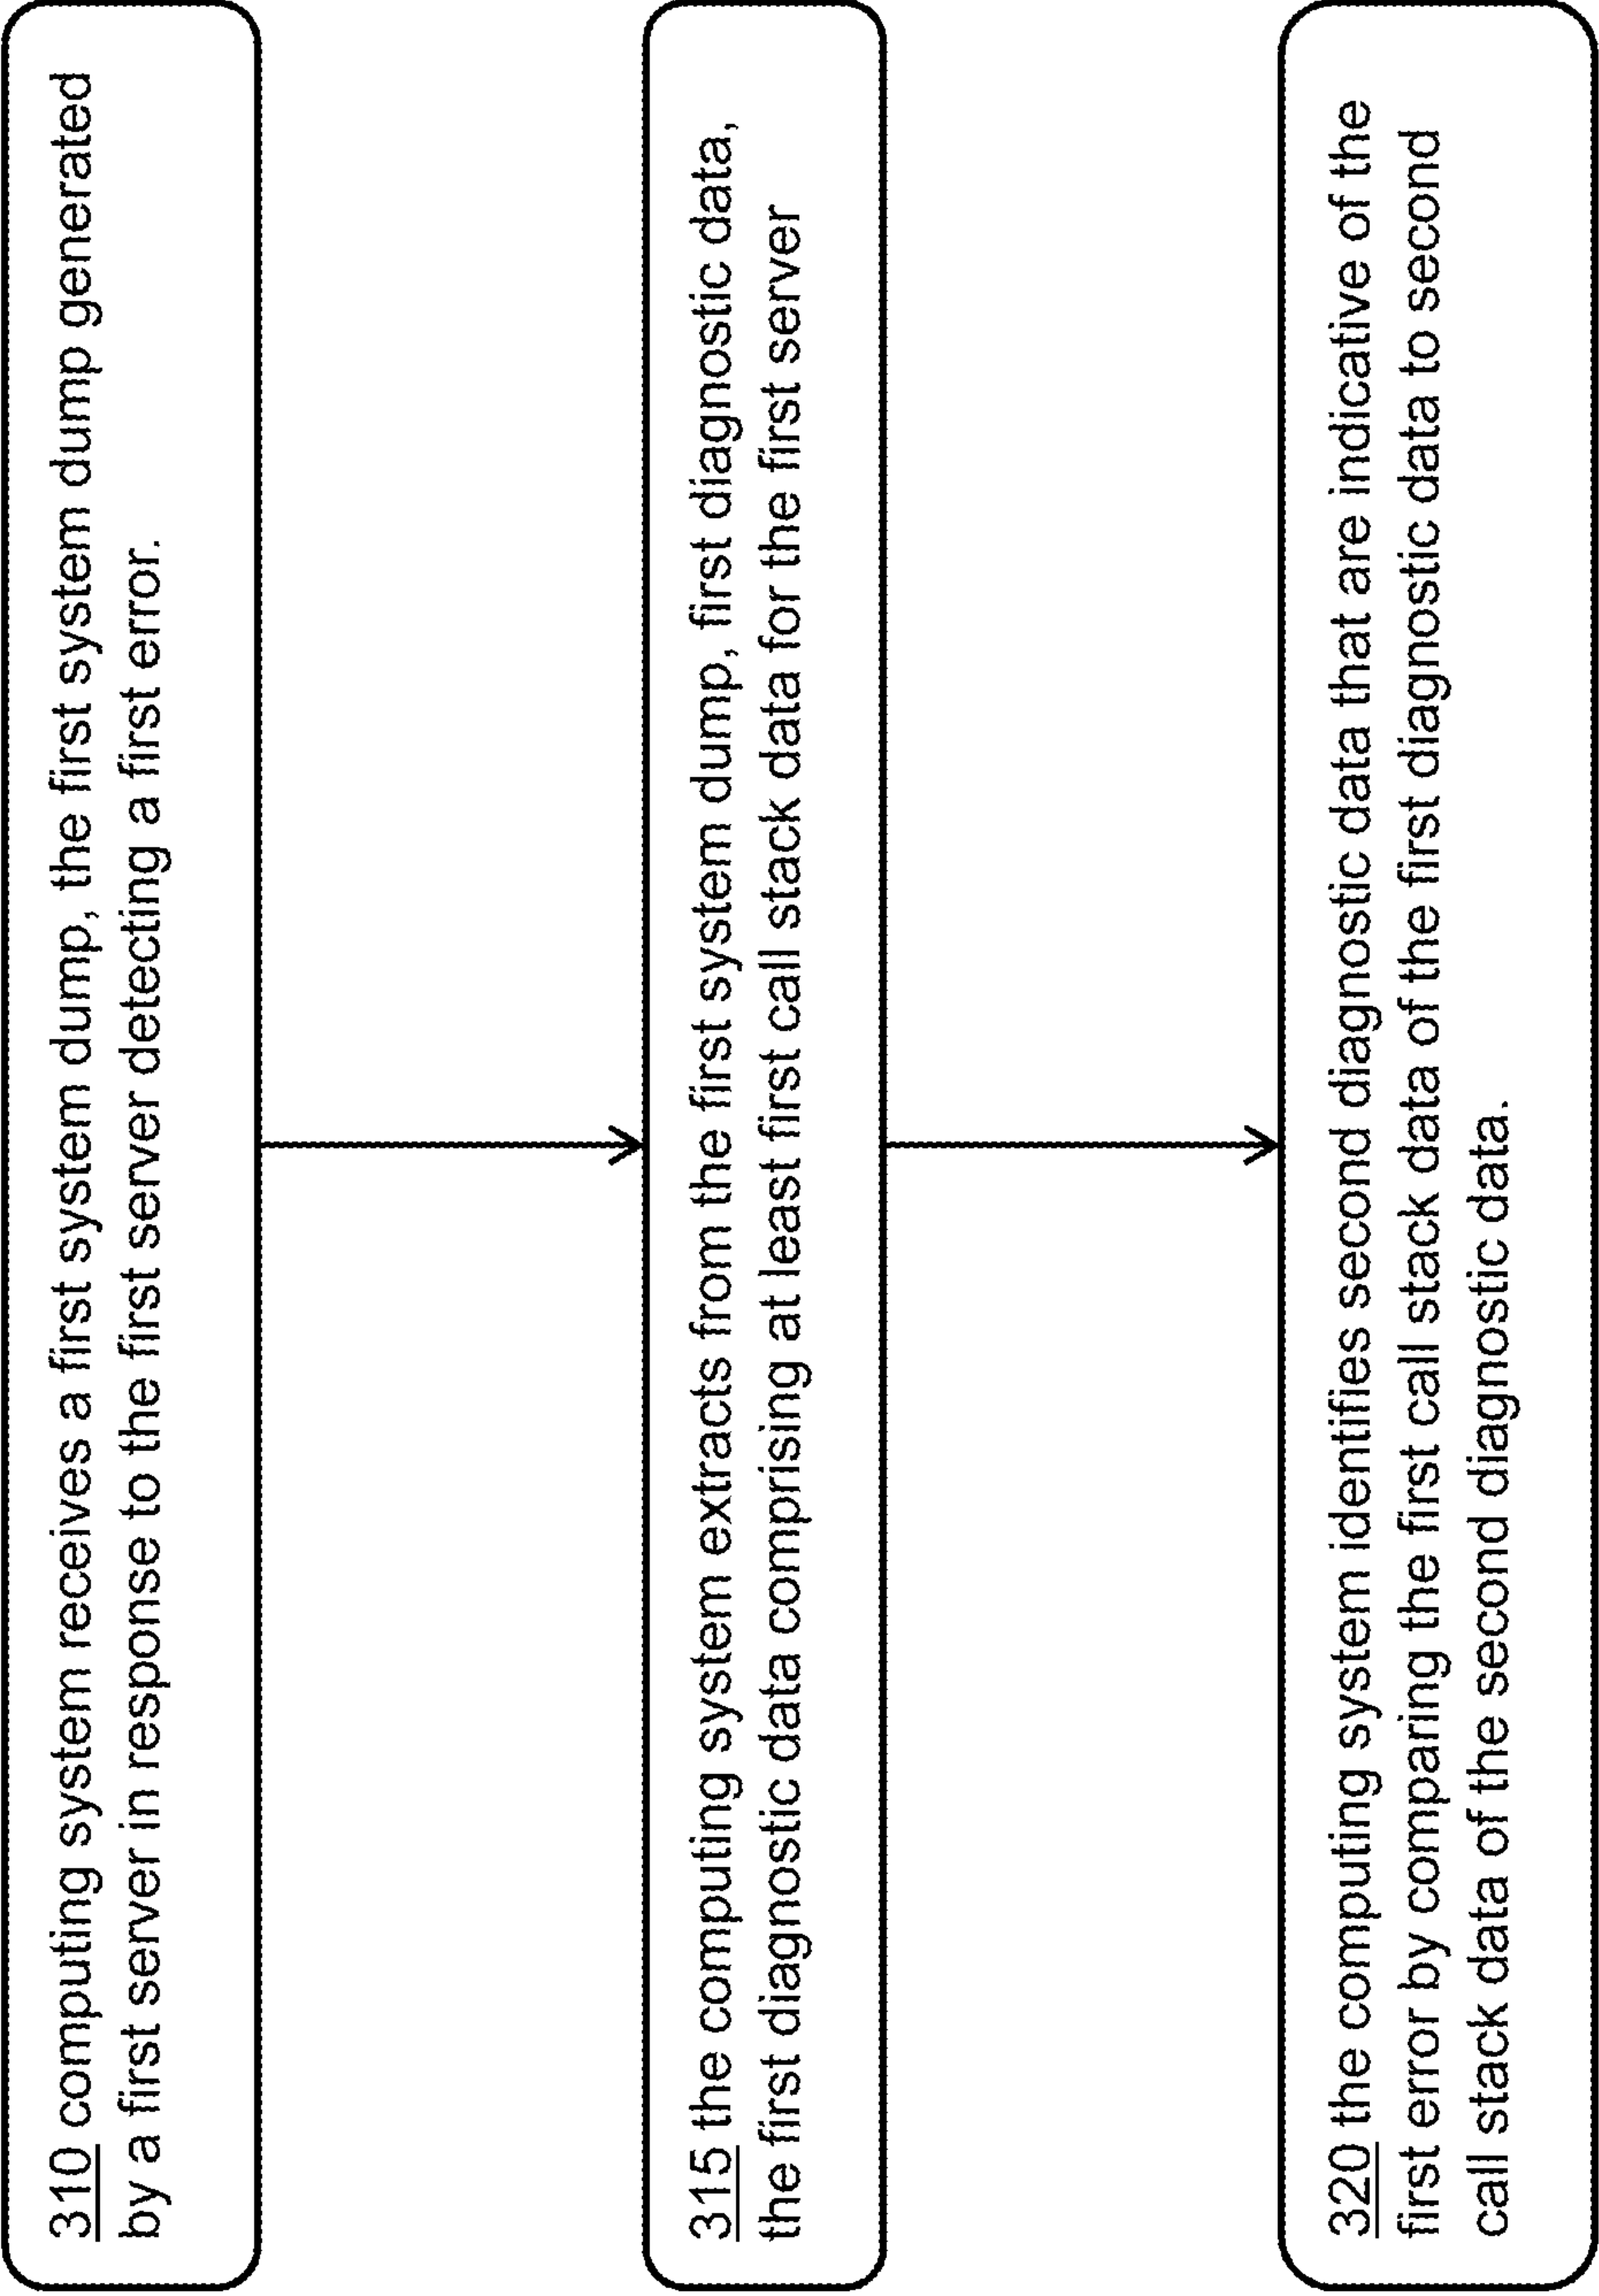 310 computing system receives a first system dump, the first system dump generated
by a first server in response to the first server detecting a first error.
315 the computing system extracts from the first system dump, first diagnostic data,
the first diagnostic data comprising at least first call stack data for the first server
320 the computing system identifies second diagnostic data that are indicative of the
first error by comparing the first call stack data of the first diagnostic data to second
call stack data of the second diagnostic data.